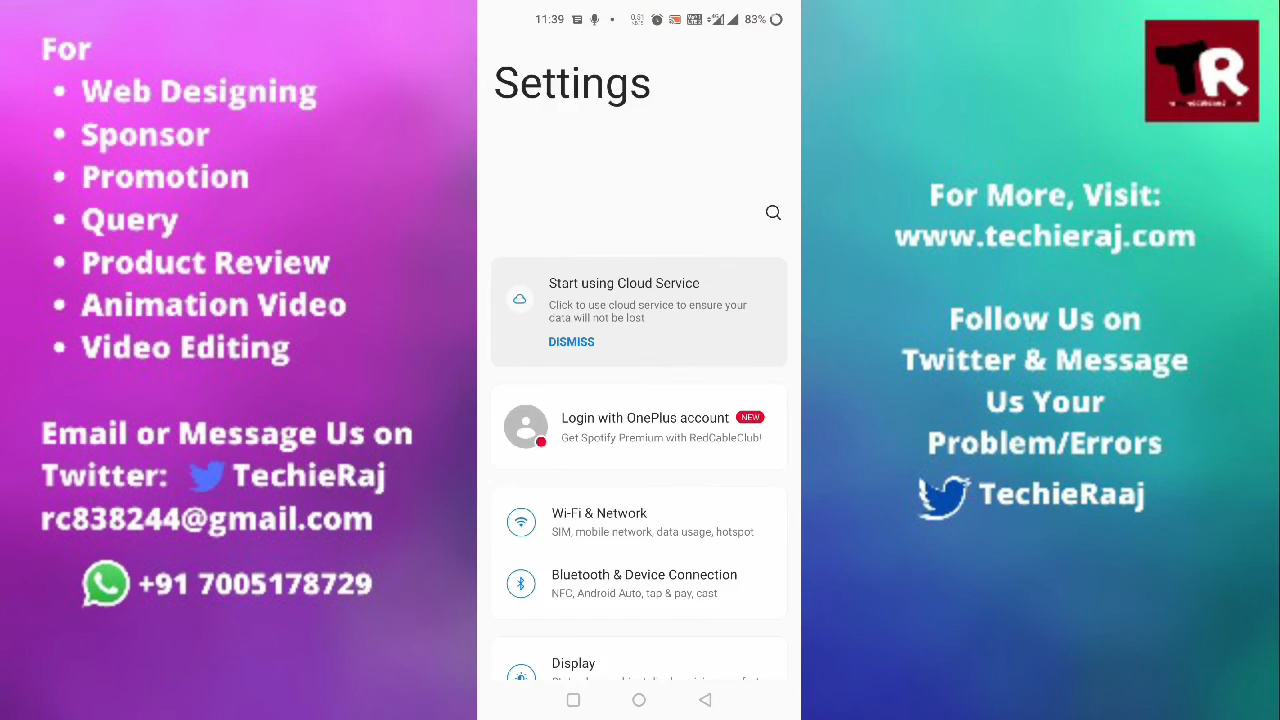 For
• Web Designing
• Sponsor
• Promotion
• Query
• Product Review
• Animation Video
• Video Editing
Email or Message Us on
Twitter: TechieRaj
rc838244@gmail.com
+91 7005178729
11:39
83%
Settings
Start using Cloud Service
Click to use cloud service to ensure your
data will not be lost
DISMISS
Login with OnePlus account NEW
Get Spotify Premium with RedCableClub!
Wi-Fi & Network
SIM, mobile network, data usage, hotspot
Bluetooth & Device Connection
NFC, Android Auto, tap & pay, cast
Display
TR
For More, Visit:
www.techieraj.com
Follow Us on
Twitter & Message
Us Your
Problem/Errors
TechieRaaj